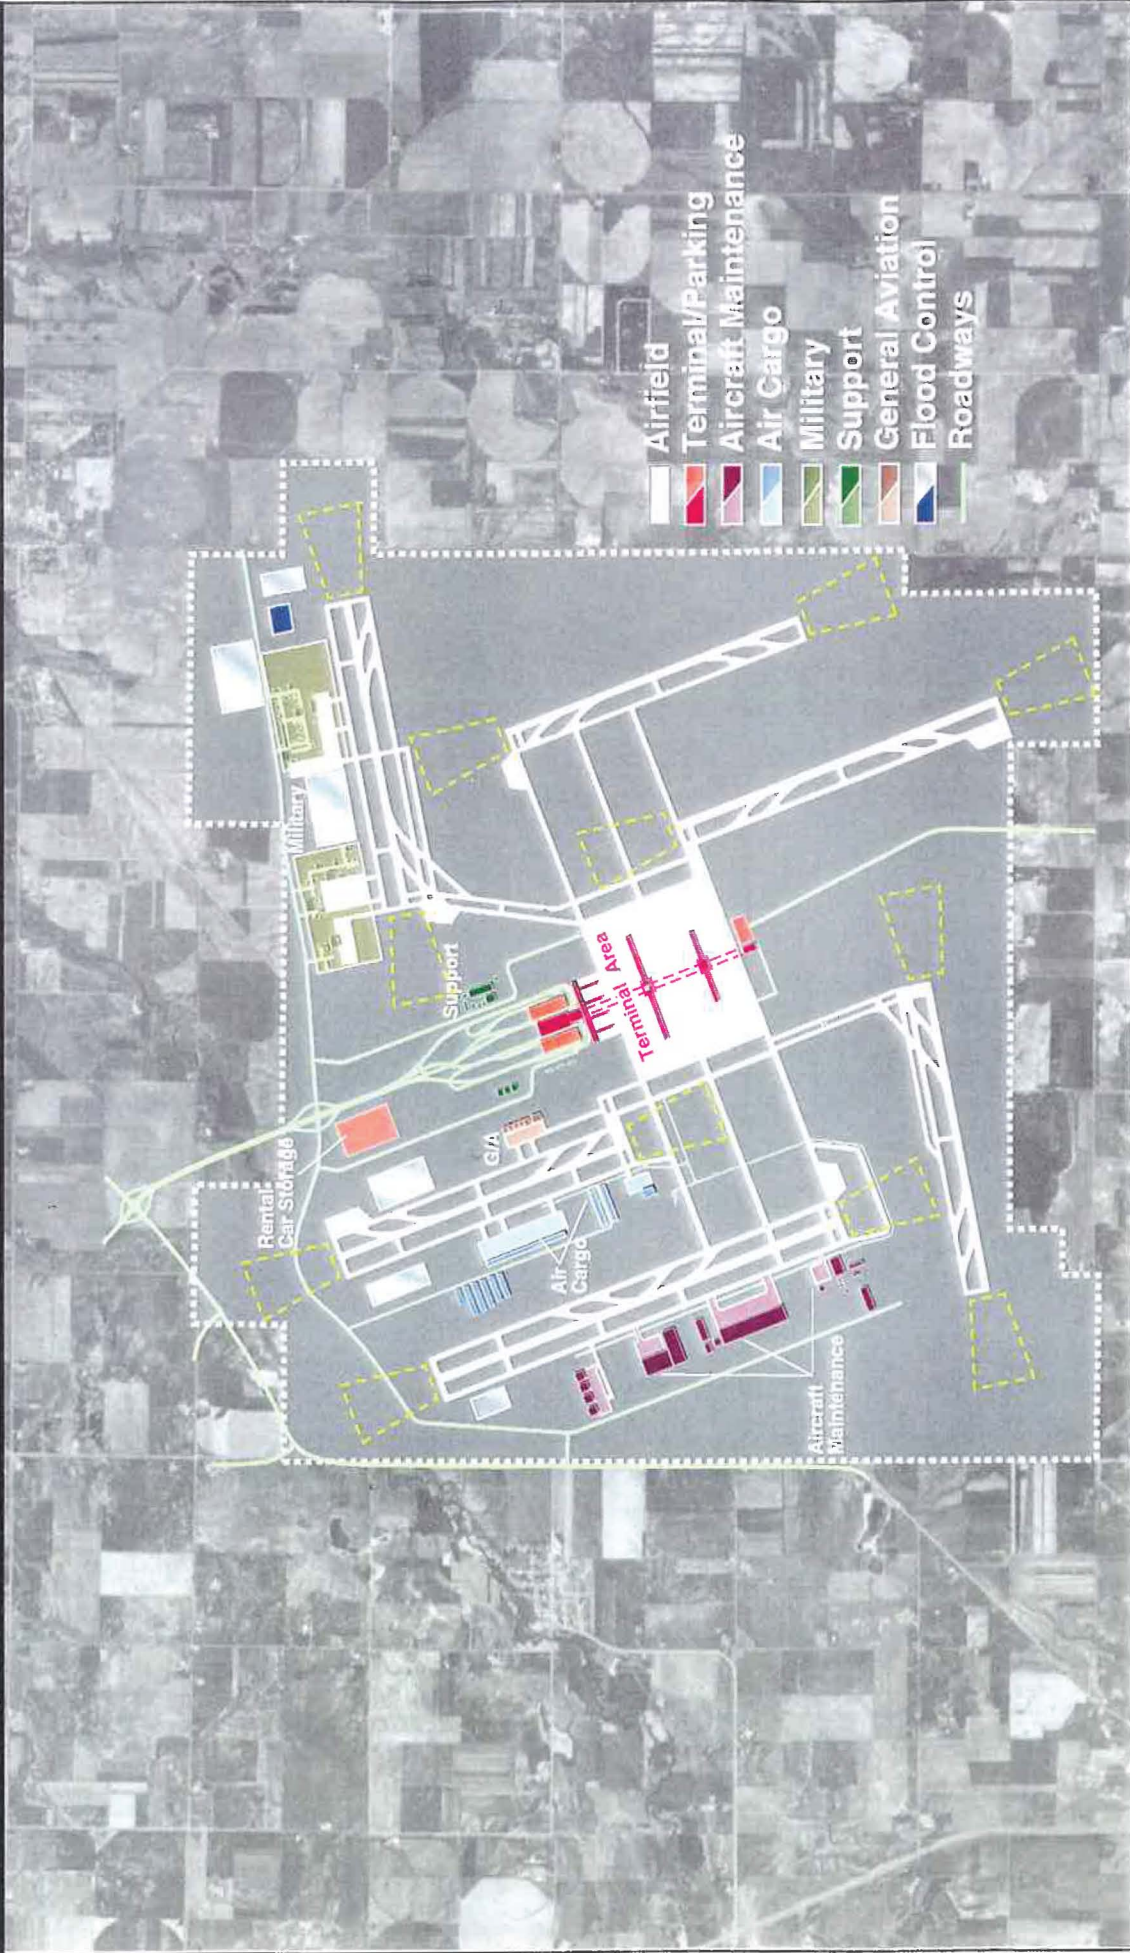 Military
Support
Terminal Area
Rental
Car Storage
G/A
Air
Cargo
Aircraft
Maintenance
Airfield
Terminal/Parking
Aircraft Maintenance
Air Cargo
Military
Support
General Aviation
Flood Control
Roadways